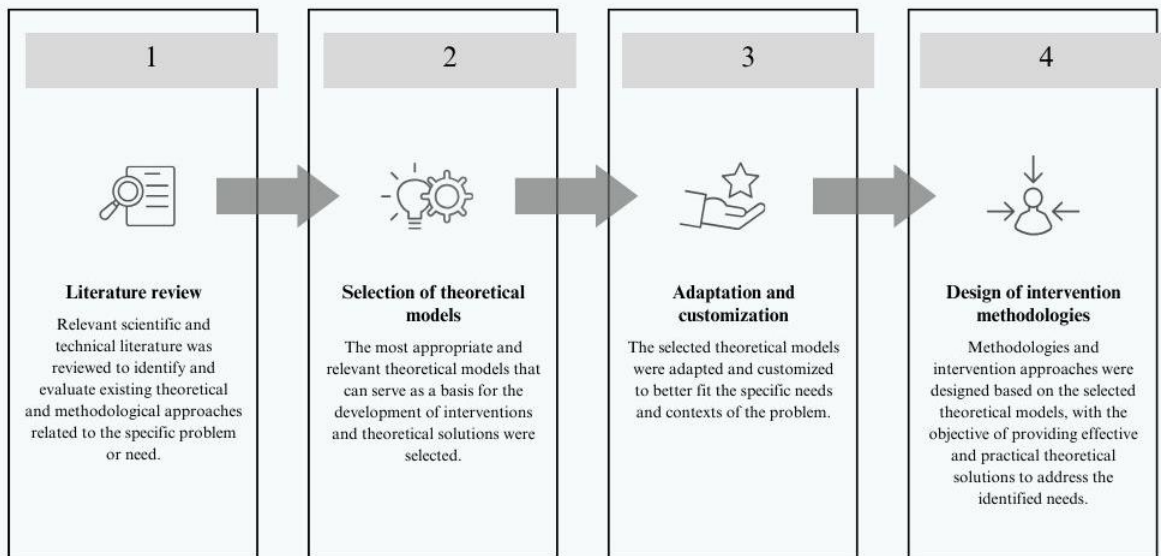 1
Literature review
Relevant scientific and
technical literature was
reviewed to identify and
evaluate existing theoretical
and methodological approaches
related to the specific problem
or need.
2
Selection of theoretical
models
The most appropriate and
relevant theoretical models that
can serve as a basis for the
development of interventions
and theoretical solutions were
selected.
3
Adaptation and
customization
The selected theoretical models
were adapted and customized
to better fit the specific needs
and contexts of the problem.
4
Design of intervention
methodologies
Methodologies and
intervention approaches were
designed based on the selected
theoretical models, with the
objective of providing effective
and practical theoretical
solutions to address the
identified needs.